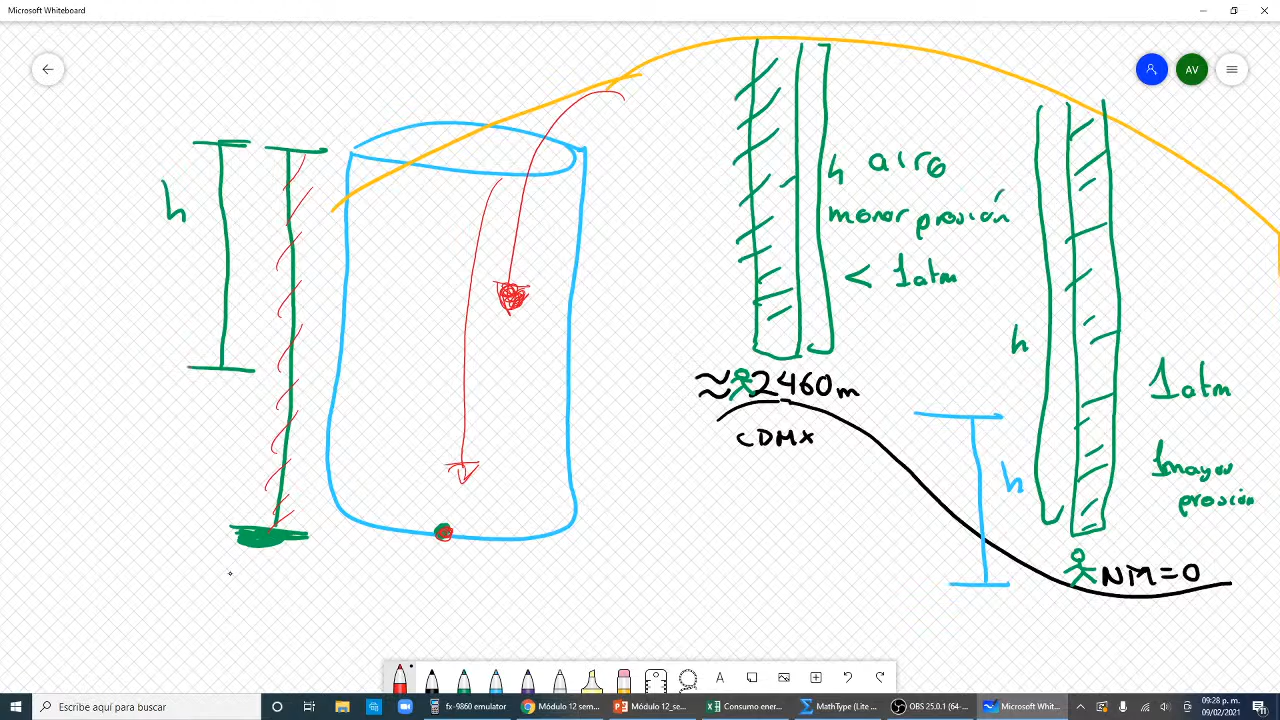 Microsoft Whiteboard
AV
h
h aire
menor presión
< 1atm
≈ 2460m
CDMX
h
h
1atm
1mayor
presión
NM=0
A
Escribe aquí para buscar
fx-9860 emulator
Módulo 12 sem...
Módulo 12_se...
Consumo ener...
MathType (Lite ...
OBS 25.0.1 (64-...
Microsoft Whit...
09:28 p. m.
09/02/2021